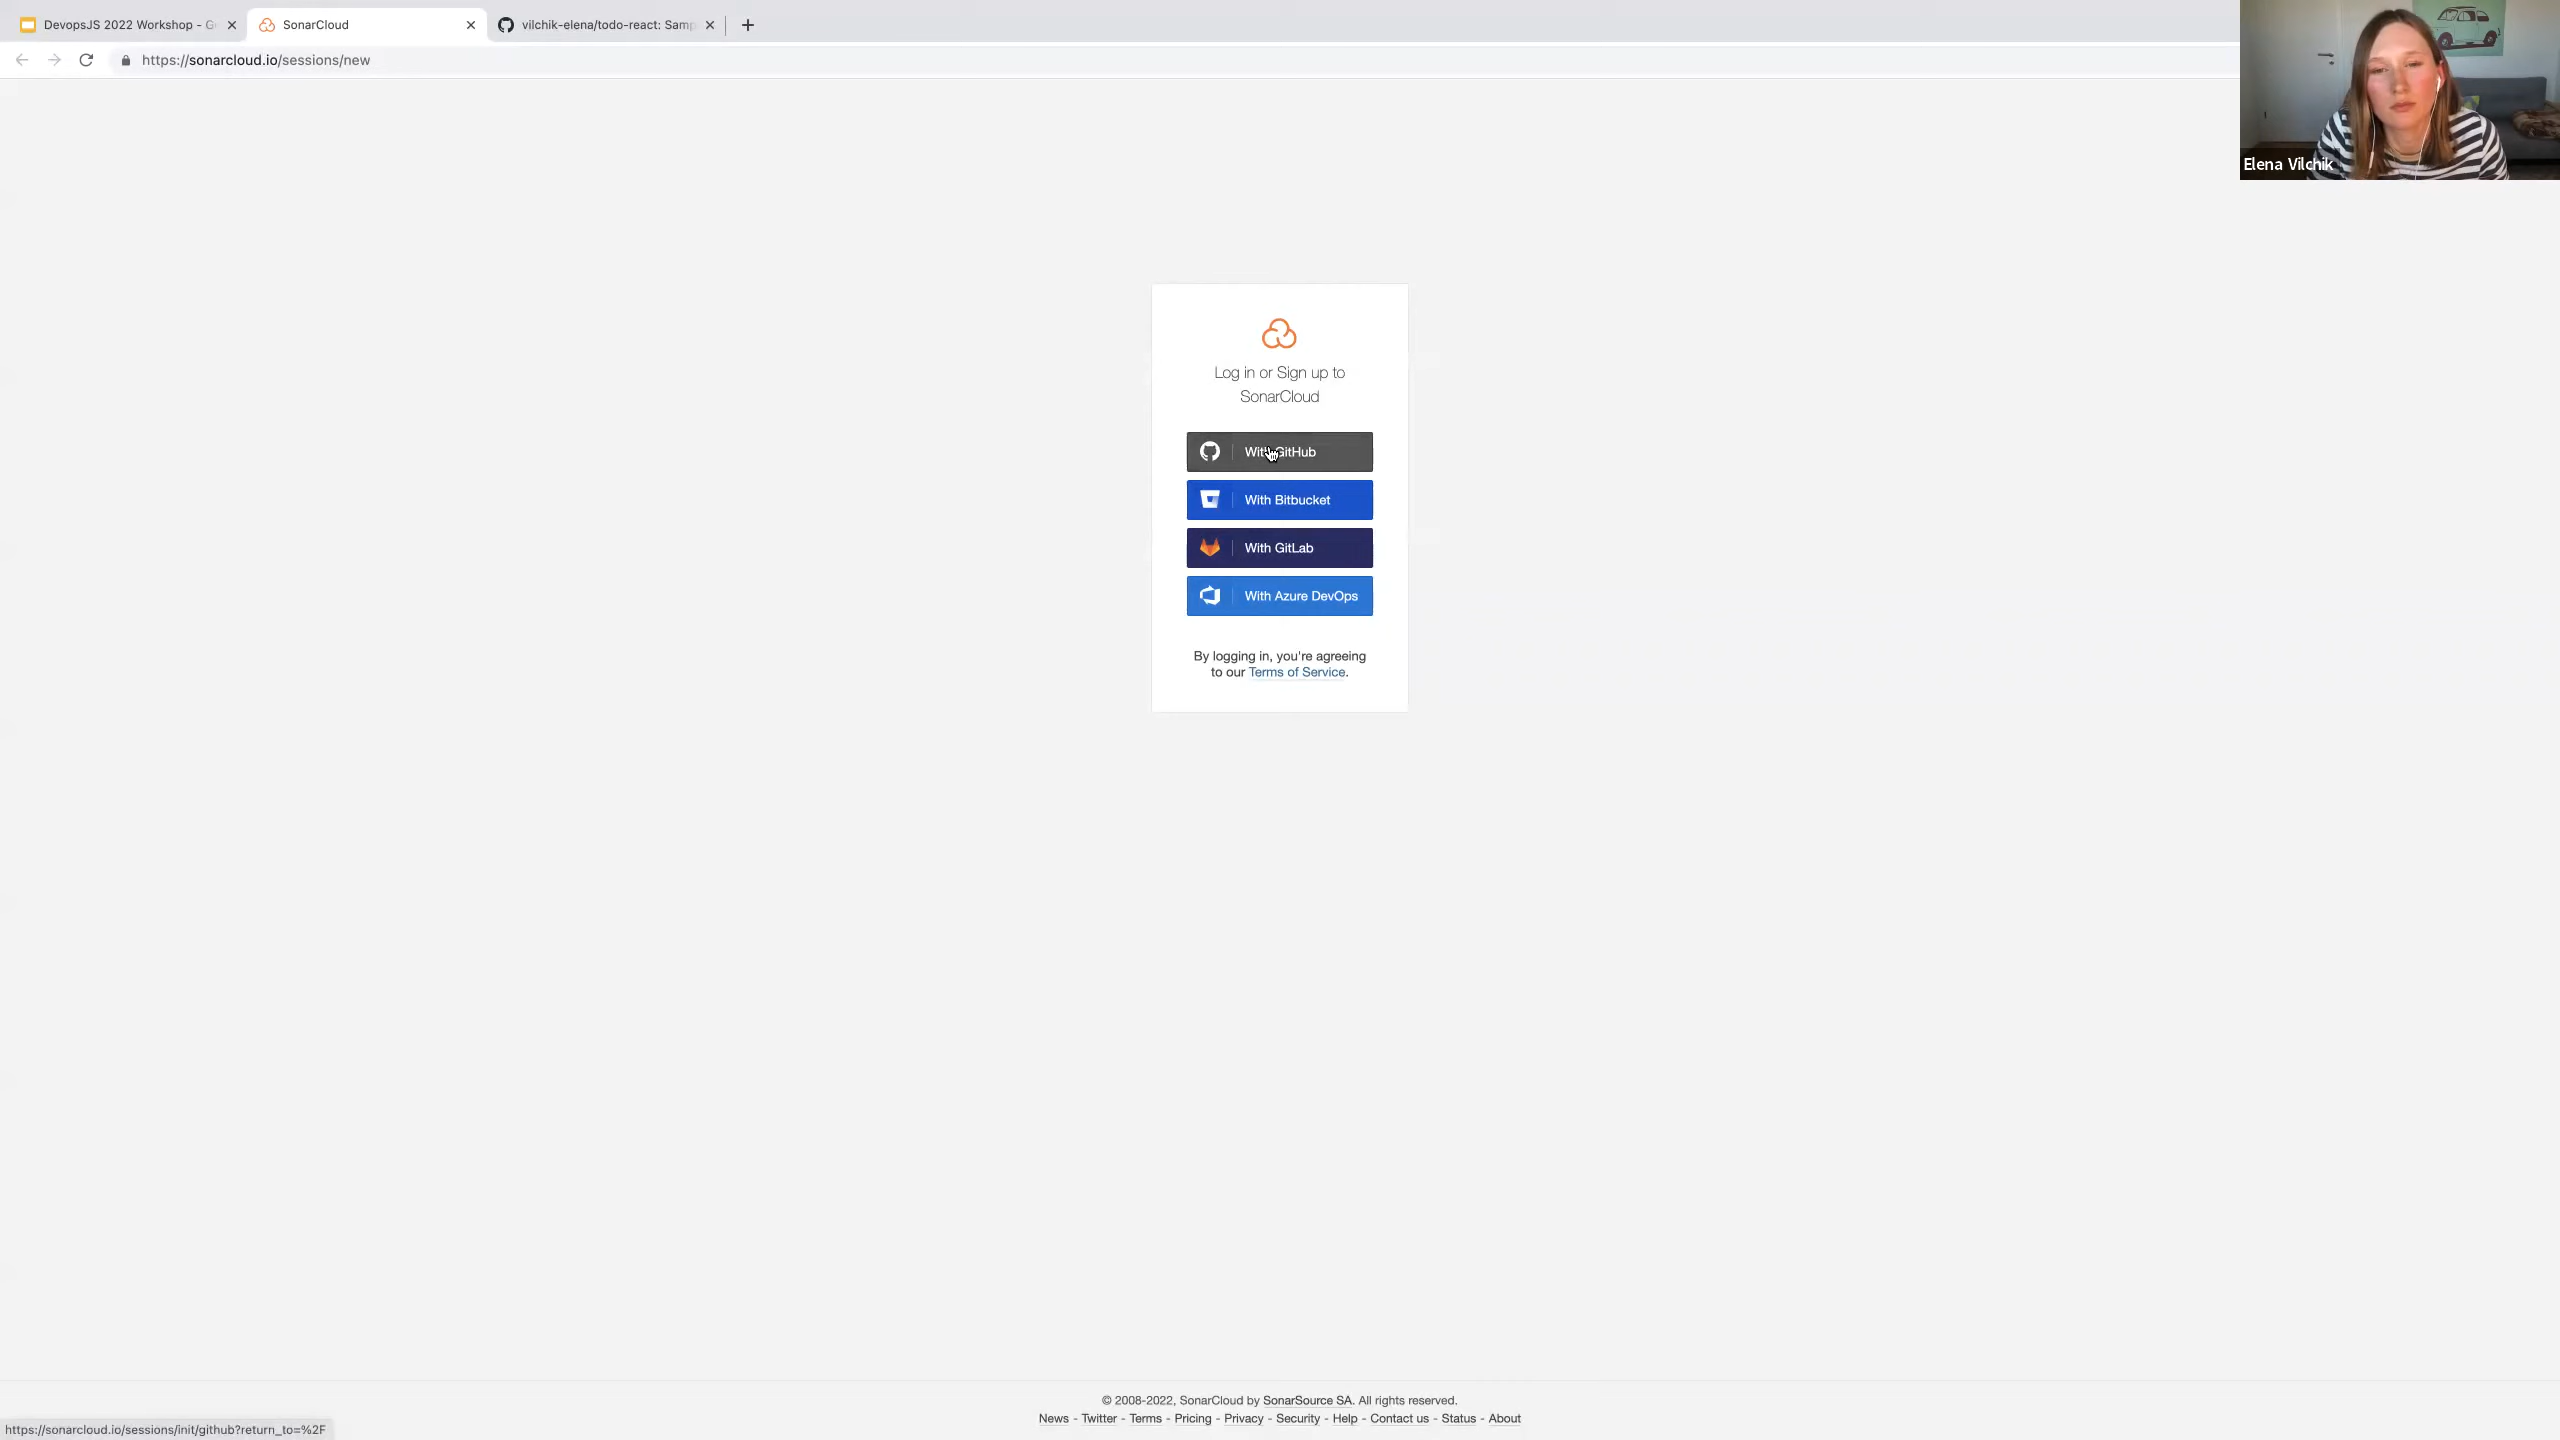 DevopsJS 2022 Workshop - G
SonarCloud
vilchik-elena/todo-react: Samp
https://sonarcloud.io/sessions/new
Elena Vilchik
Log in or Sign up to
SonarCloud
With GitHub
With Bitbucket
With GitLab
With Azure DevOps
By logging in, you're agreeing
to our Terms of Service.
© 2008-2022, SonarCloud by SonarSource SA. All rights reserved.
News - Twitter - Terms - Pricing - Privacy - Security - Help - Contact us - Status - About
https://sonarcloud.io/sessions/init/github?return_to=%2F